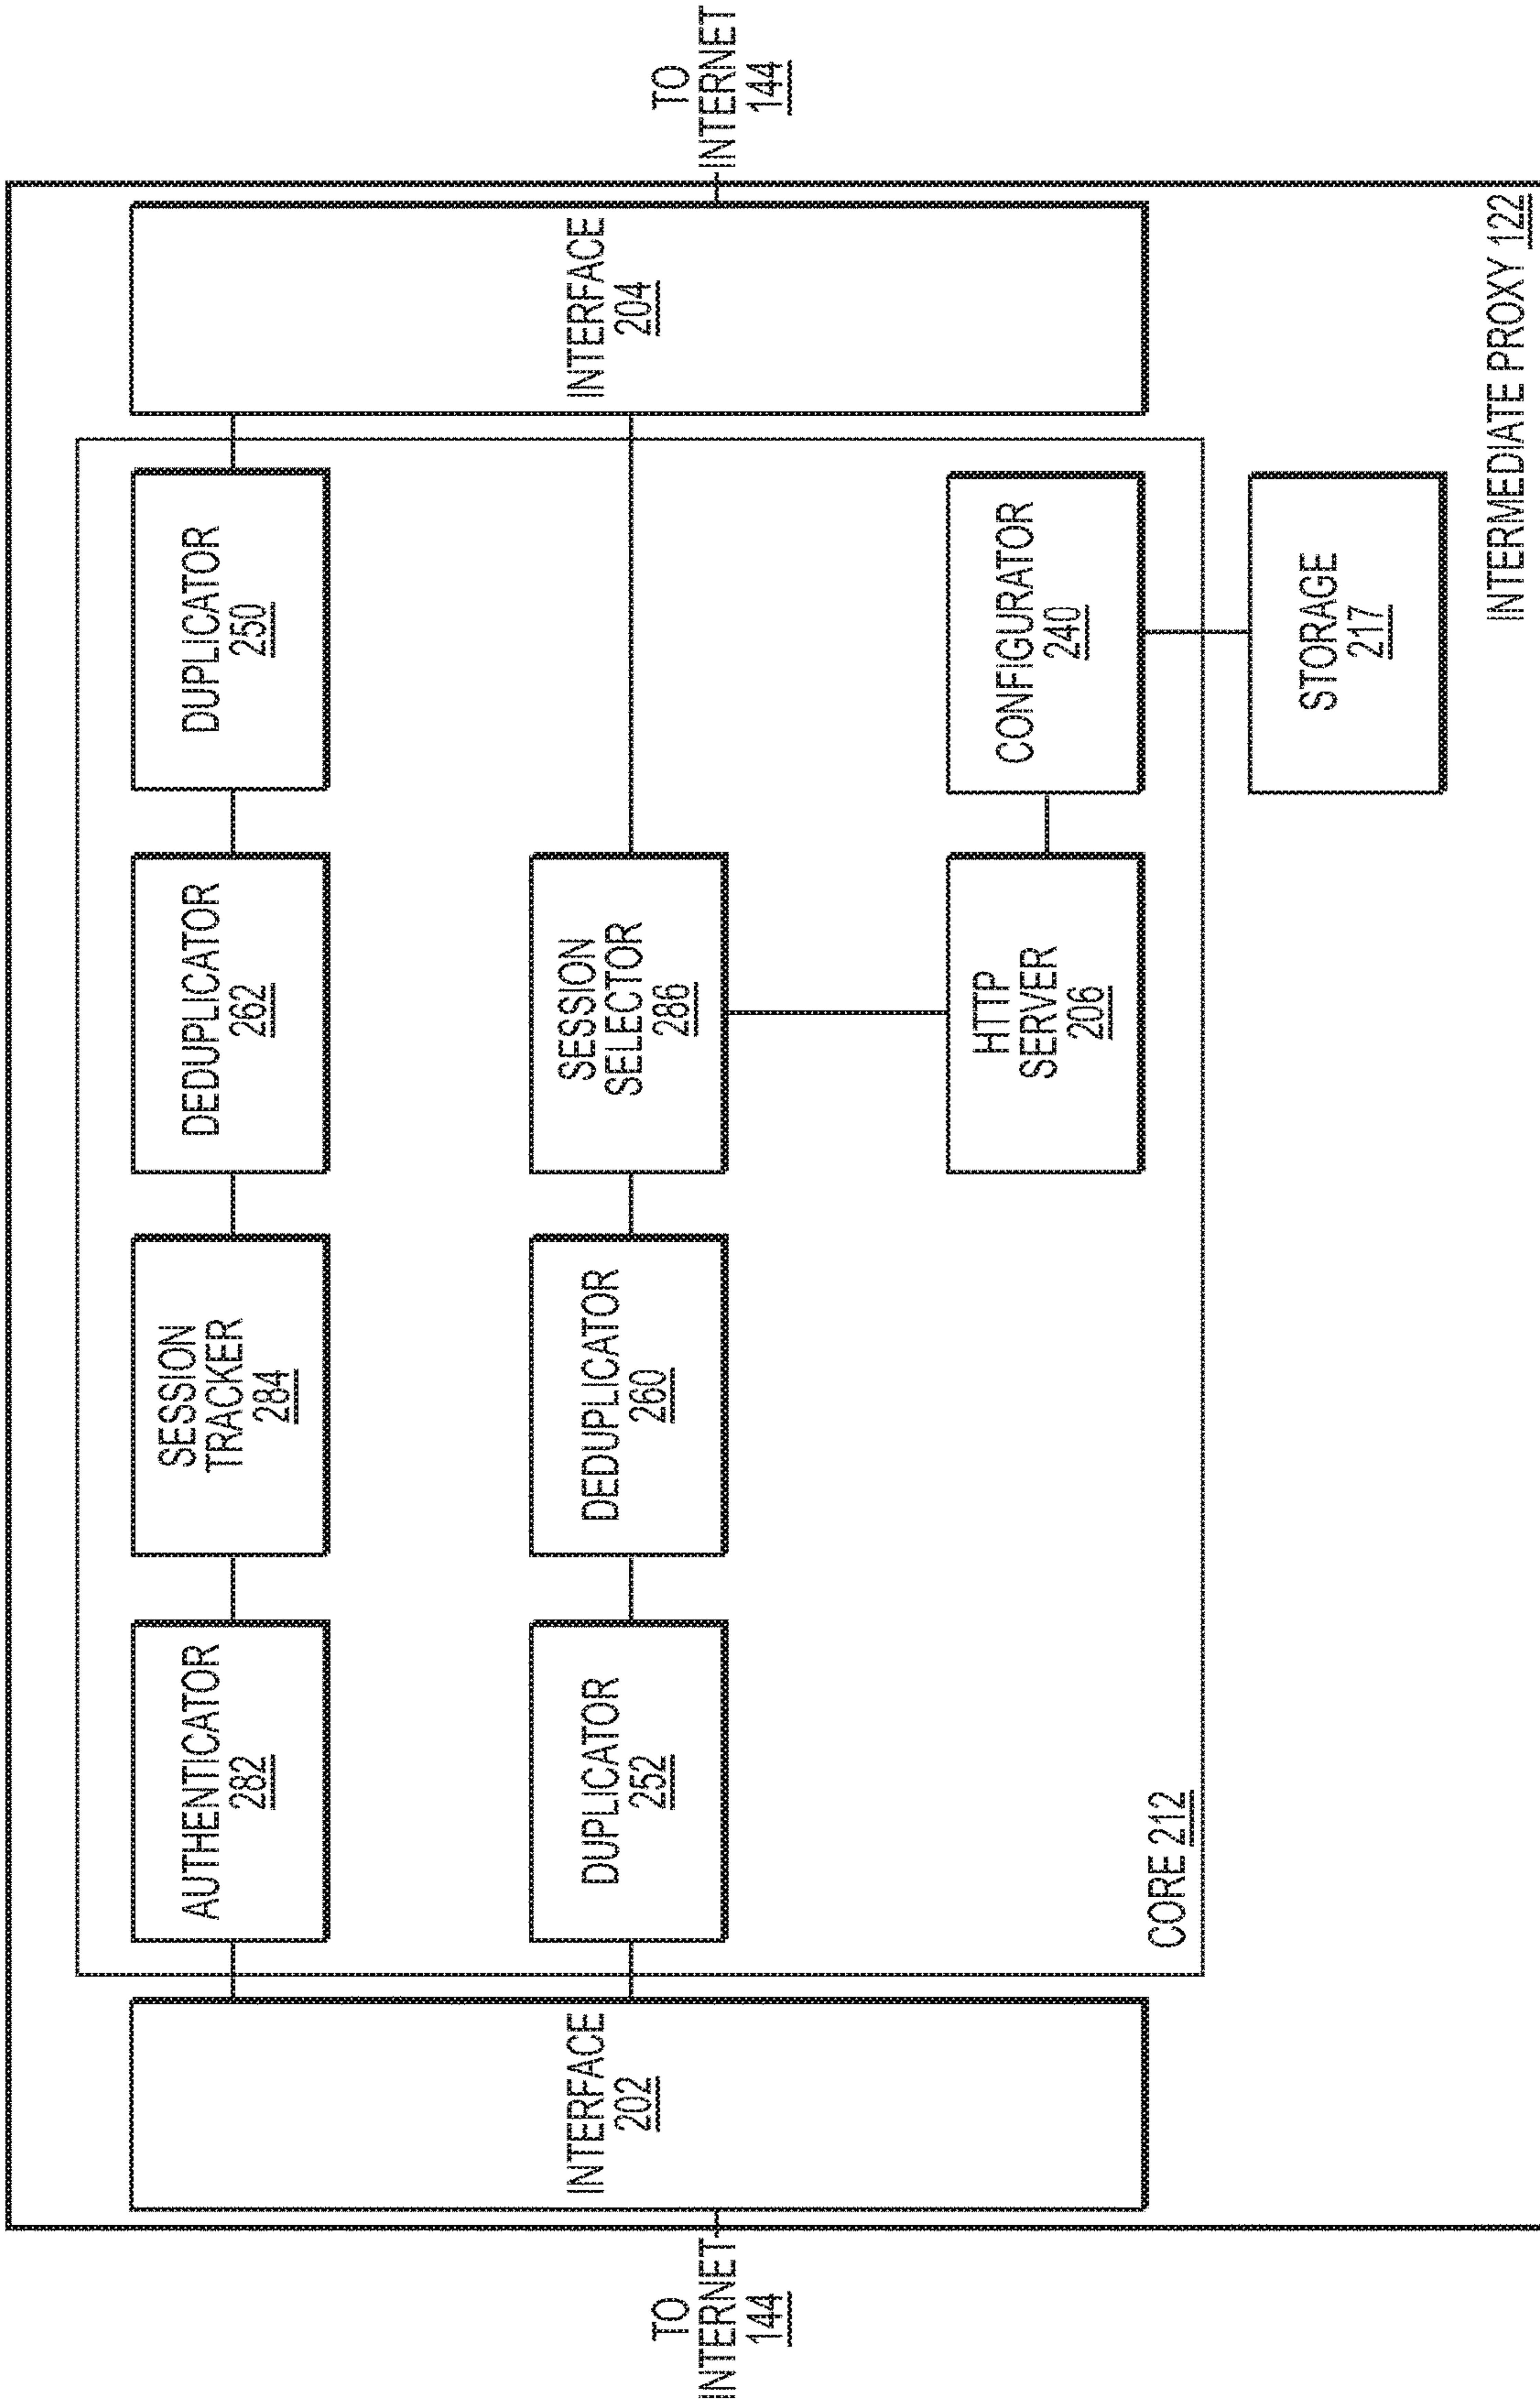 TO
INTERNET
144
INTERFACE
202
AUTHENTICATOR
282
SESSION
TRACKER
284
DEDUPLICATOR
262
DUPLICATOR
250
DUPLICATOR
252
DEDUPLICATOR
260
SESSION
SELECTOR
286
HTTP
SERVER
206
CONFIGURATOR
240
CORE 212
STORAGE
217
INTERFACE
204
TO
INTERNET
144
INTERMEDIATE PROXY 122